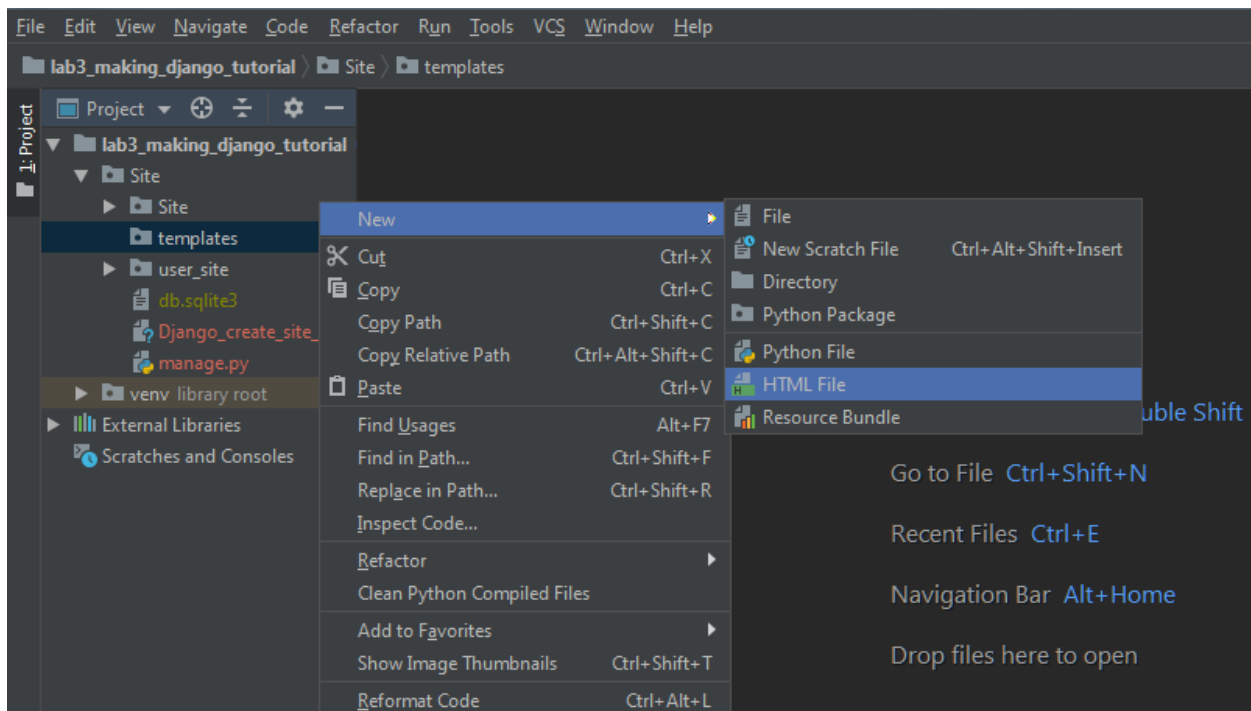 File Edit View Navigate Code Refactor Run Tools VCS Window Help
lab3_making_django_tutorial Site templates
1: Project
Project
lab3_making_django_tutorial
Site
Site
templates
user_site
db.sqlite3
Django_create_site_
manage.py
venv library root
External Libraries
Scratches and Consoles
New
Cut Ctrl+X
Copy Ctrl+C
Copy Path Ctrl+Shift+C
Copy Relative Path Ctrl+Alt+Shift+C
Paste Ctrl+V
Find Usages Alt+F7
Find in Path... Ctrl+Shift+F
Replace in Path... Ctrl+Shift+R
Inspect Code...
Refactor
Clean Python Compiled Files
Add to Favorites
Show Image Thumbnails Ctrl+Shift+T
Reformat Code Ctrl+Alt+L
File
New Scratch File Ctrl+Alt+Shift+Insert
Directory
Python Package
Python File
HTML File
Resource Bundle
uble Shift
Go to File Ctrl+Shift+N
Recent Files Ctrl+E
Navigation Bar Alt+Home
Drop files here to open